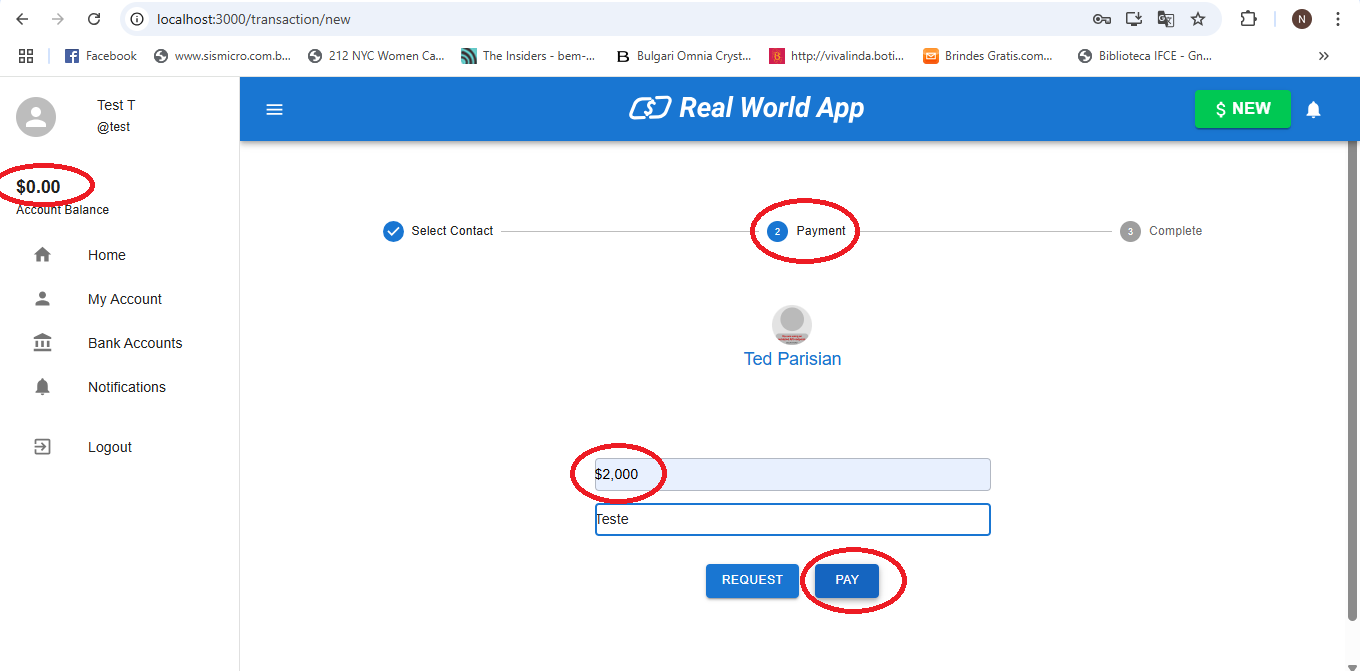 localhost:3000/transaction/new
N
Facebook
www.sismicro.com.b...
212 NYC Women Ca...
The Insiders - bem-...
B
Bulgari Omnia Cryst...
http://vivalinda.boti...
Brindes Gratis.com...
Biblioteca IFCE - Gn...
Test T
@test
Real World App
$ NEW
$0.00
Account Balance
Select Contact
2
Payment
3
Complete
Home
My Account
Bank Accounts
Notifications
Logout
Ted Parisian
$2,000
Teste
REQUEST
PAY